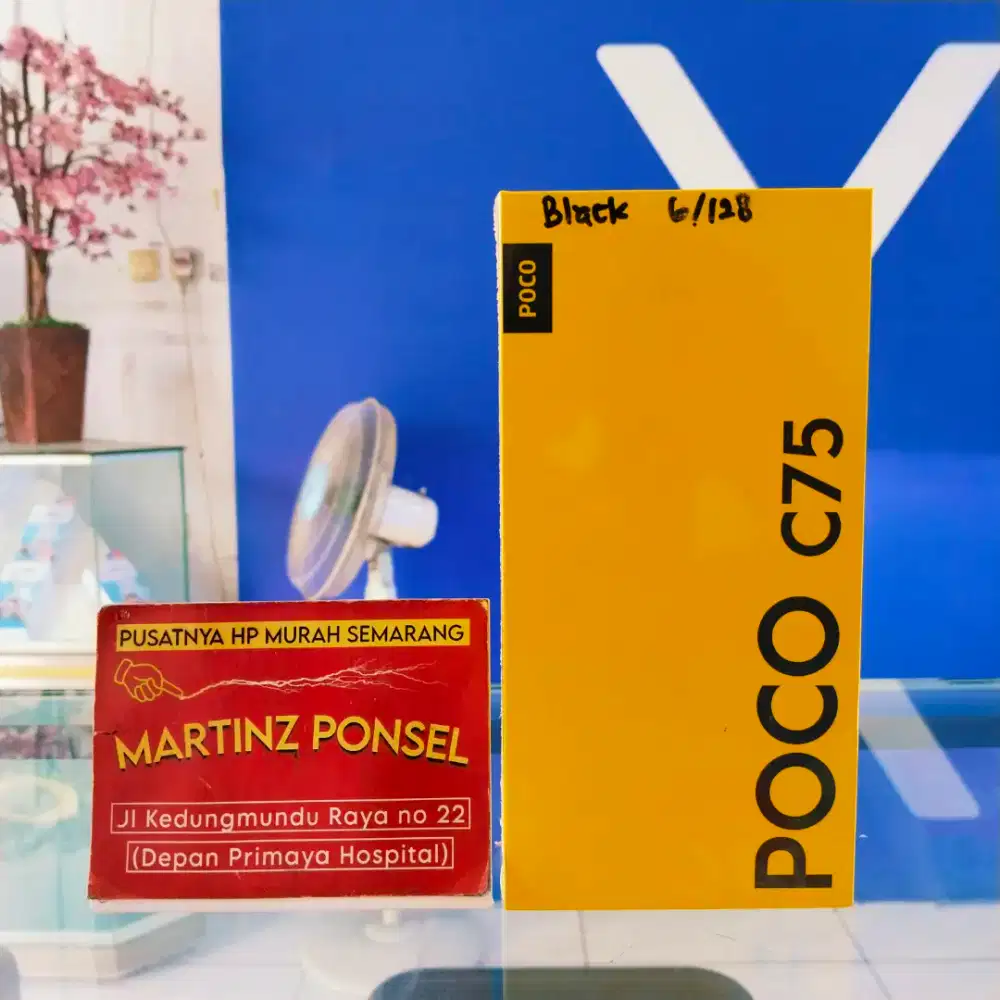 Black 6/128
POCO
POCO C75
PUSATNYA HP MURAH SEMARANG
MARTINZ PONSEL
Jl Kedungmundu Raya no 22
(Depan Primaya Hospital)